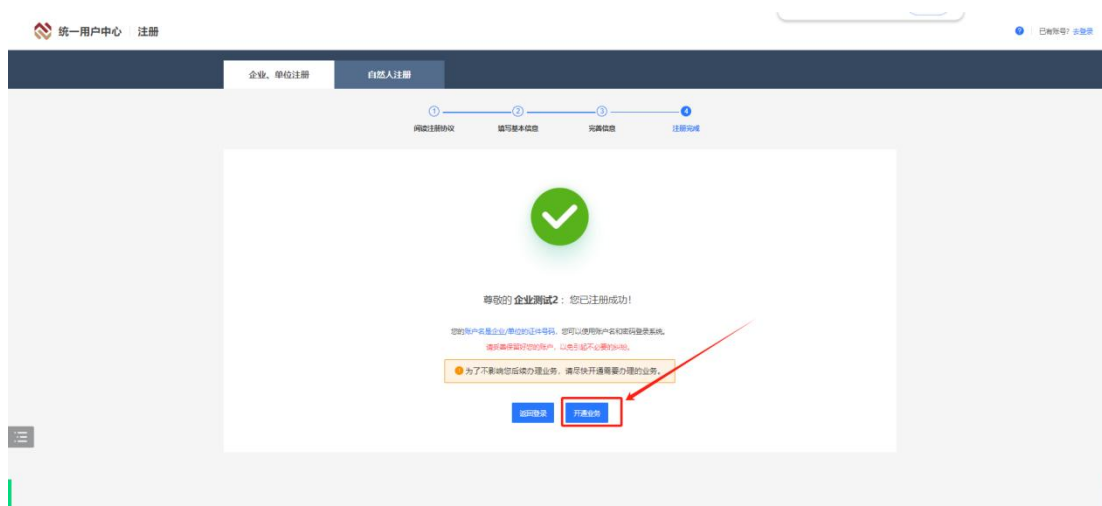 统一用户中心 注册
已有账号? 去登录
企业、单位注册 自然人注册
① ② ③ ④
阅读注册协议 填写基本信息 完善信息 注册完成
尊敬的 企业测试2 : 您已注册成功!
您的账户名是企业/单位的证件号码, 您可以使用账户名和密码登录系统。
请妥善保留好您的账户, 以免引起不必要的纠纷。
为了不影响您后续办理业务, 请尽快开通需要办理的业务。
返回登录 开通业务